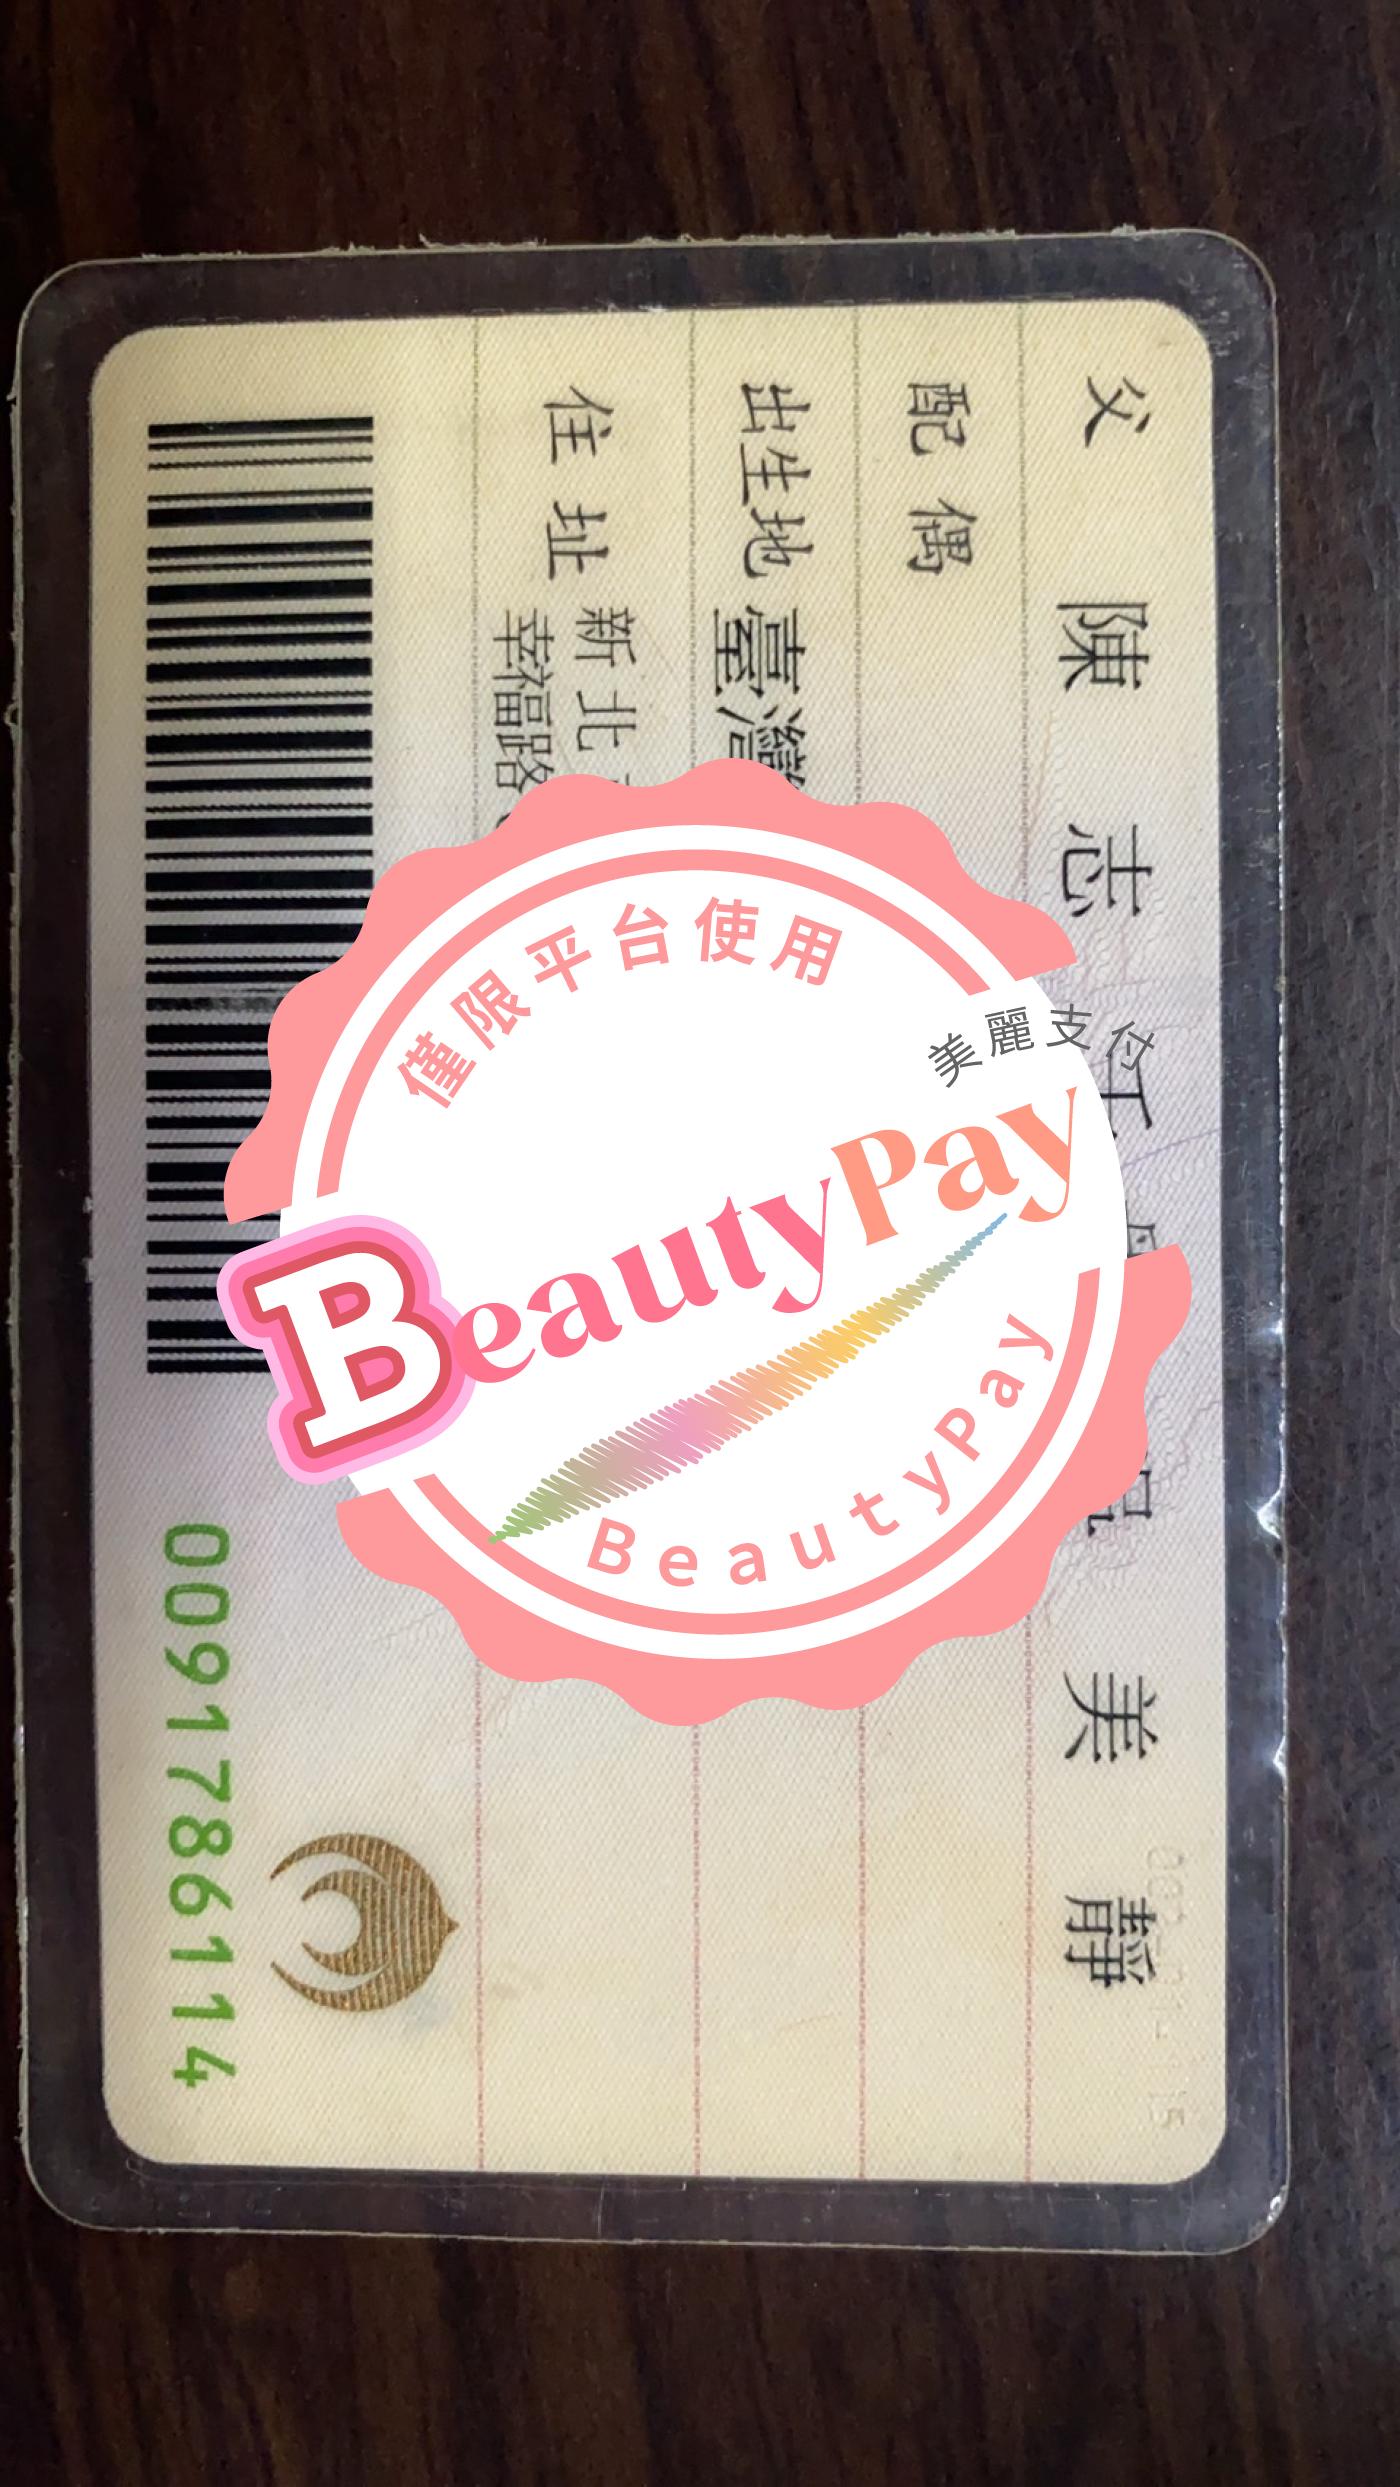 父 陳志 美靜
配偶
出生地 臺灣
住址 新北
幸福路
0091786114
僅限平台使用
美麗支付
BeautyPay
BeautyPay